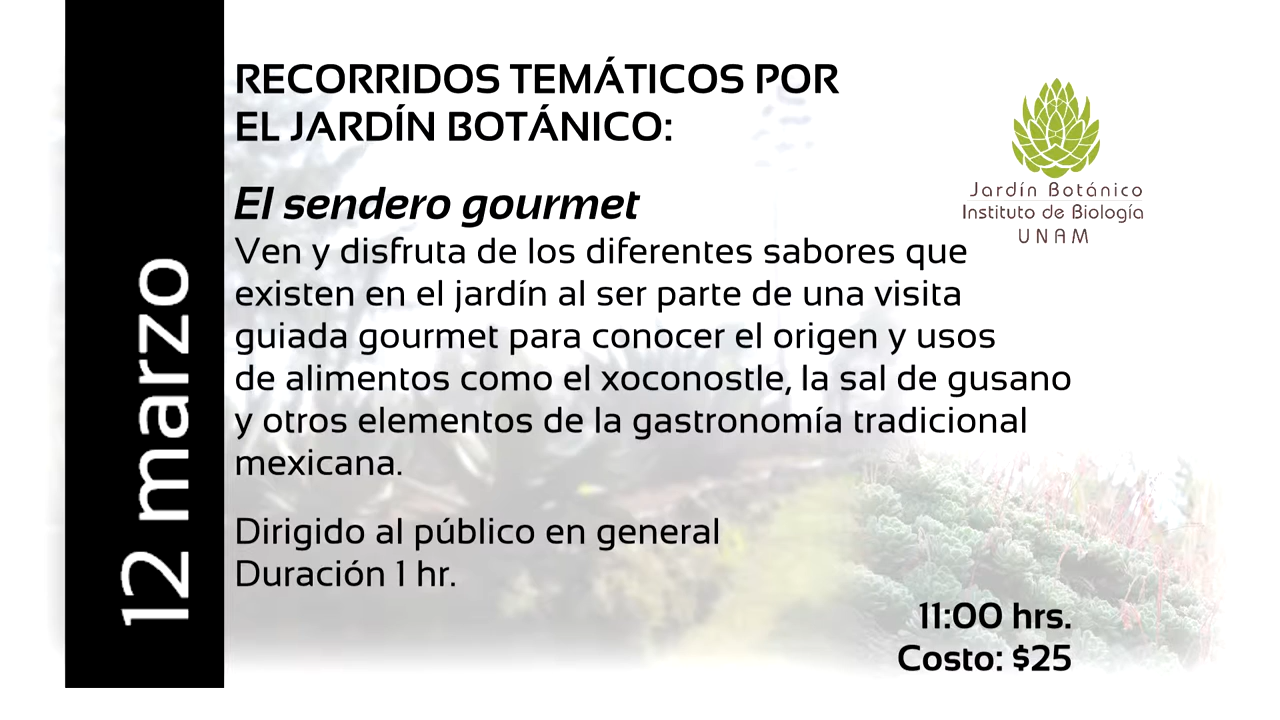 12 marzo
RECORRIDOS TEMÁTICOS POR
EL JARDÍN BOTÁNICO:
El sendero gourmet
Ven y disfruta de los diferentes sabores que
existen en el jardín al ser parte de una visita
guiada gourmet para conocer el origen y usos
de alimentos como el xoconostle, la sal de gusano
y otros elementos de la gastronomía tradicional
mexicana.
Dirigido al público en general
Duración 1 hr.
11:00 hrs.
Costo: $25
Jardín Botánico
Instituto de Biología
UNAM